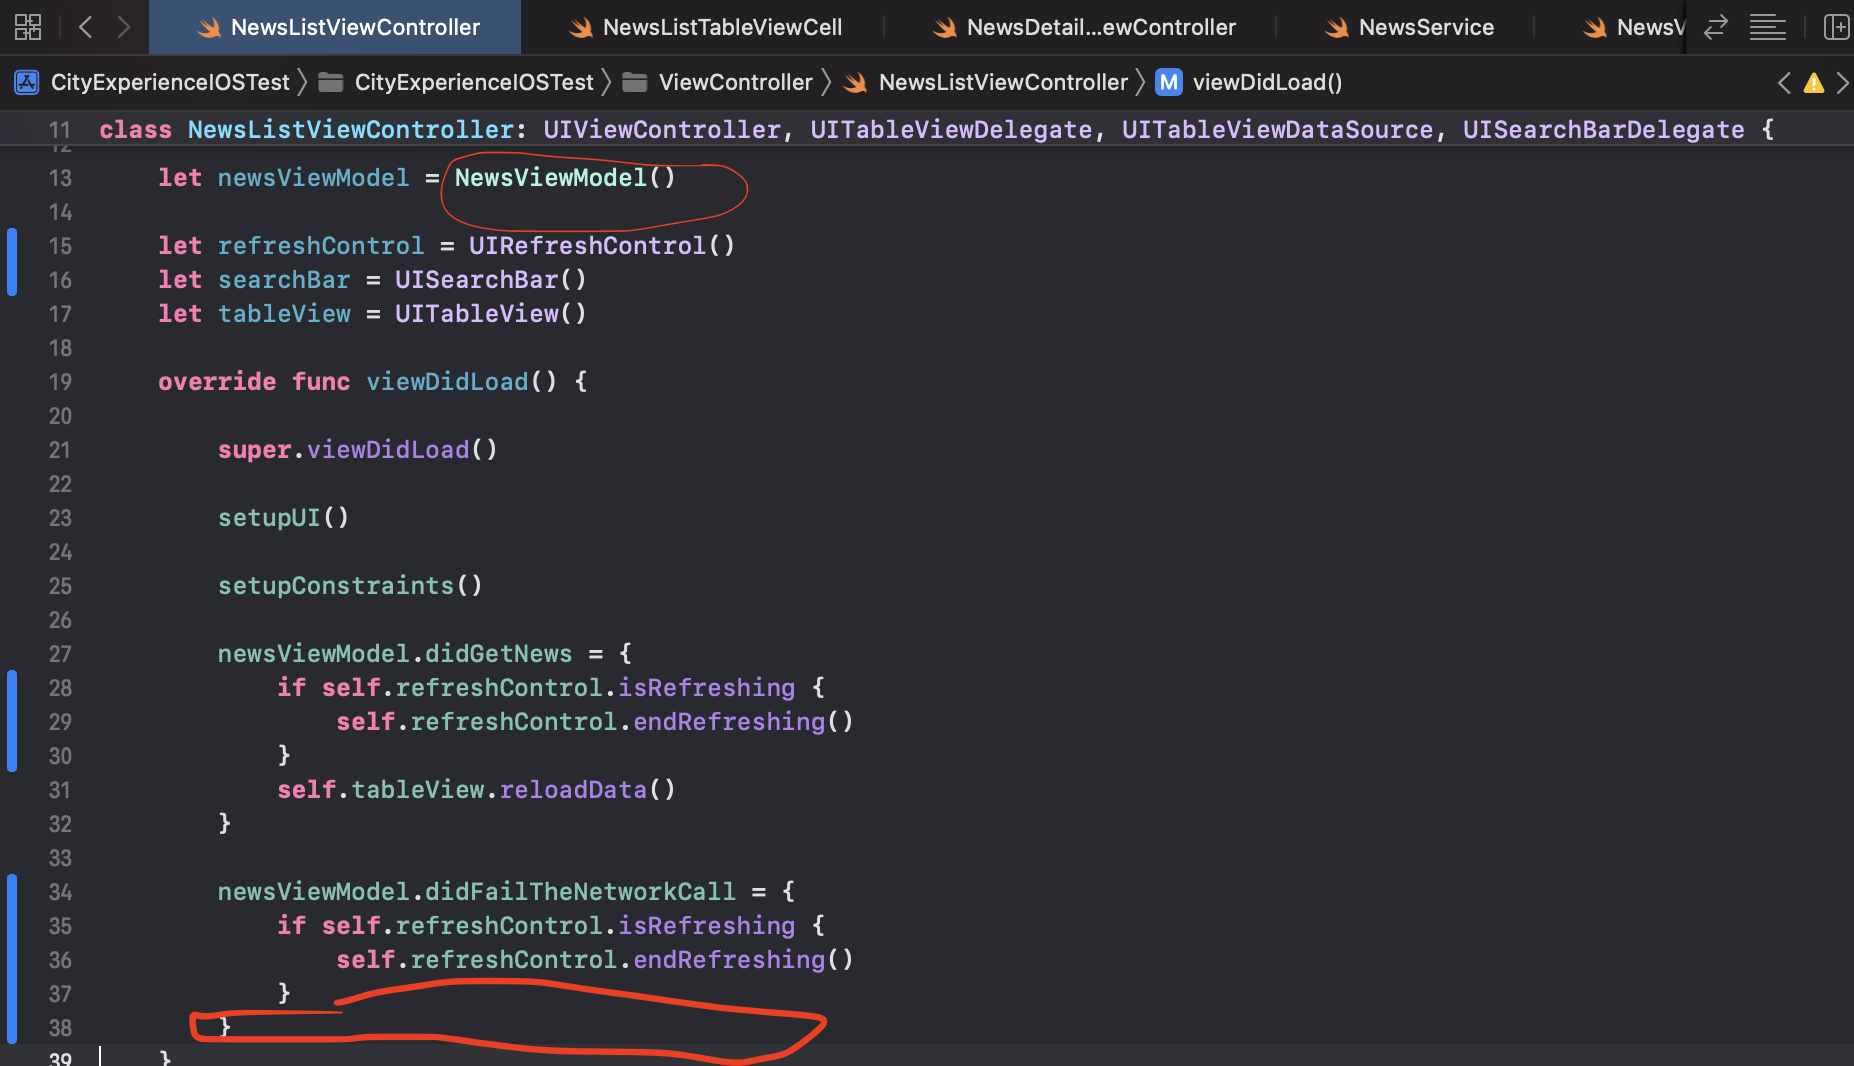 NewsListViewController NewsListTableViewCell NewsDetail...ewController NewsService NewsV
CityExperienceIOSTest CityExperienceIOSTest ViewController NewsListViewController M viewDidLoad()
11 class NewsListViewController: UIViewController, UITableViewDelegate, UITableViewDataSource, UISearchBarDelegate {
12
13 let newsViewModel = NewsViewModel()
14
15 let refreshControl = UIRefreshControl()
16 let searchBar = UISearchBar()
17 let tableView = UITableView()
18
19 override func viewDidLoad() {
20
21 super.viewDidLoad()
22
23 setupUI()
24
25 setupConstraints()
26
27 newsViewModel.didGetNews = {
28 if self.refreshControl.isRefreshing {
29 self.refreshControl.endRefreshing()
30 }
31 self.tableView.reloadData()
32 }
33
34 newsViewModel.didFailTheNetworkCall = {
35 if self.refreshControl.isRefreshing {
36 self.refreshControl.endRefreshing()
37 }
38 }
39 }